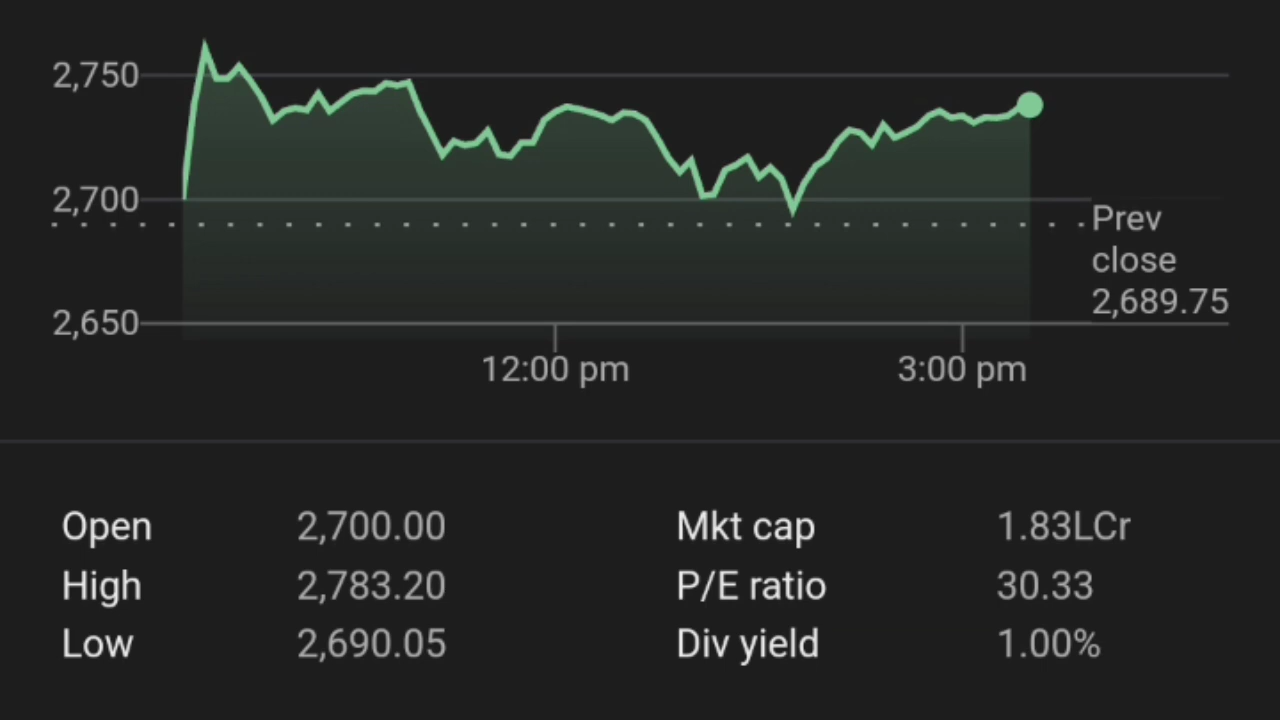 2,750
2,700
Prev
close
2,689.75
2,650
12:00 pm 3:00 pm
Open 2,700.00 Mkt cap 1.83LCr
High 2,783.20 P/E ratio 30.33
Low 2,690.05 Div yield 1.00%